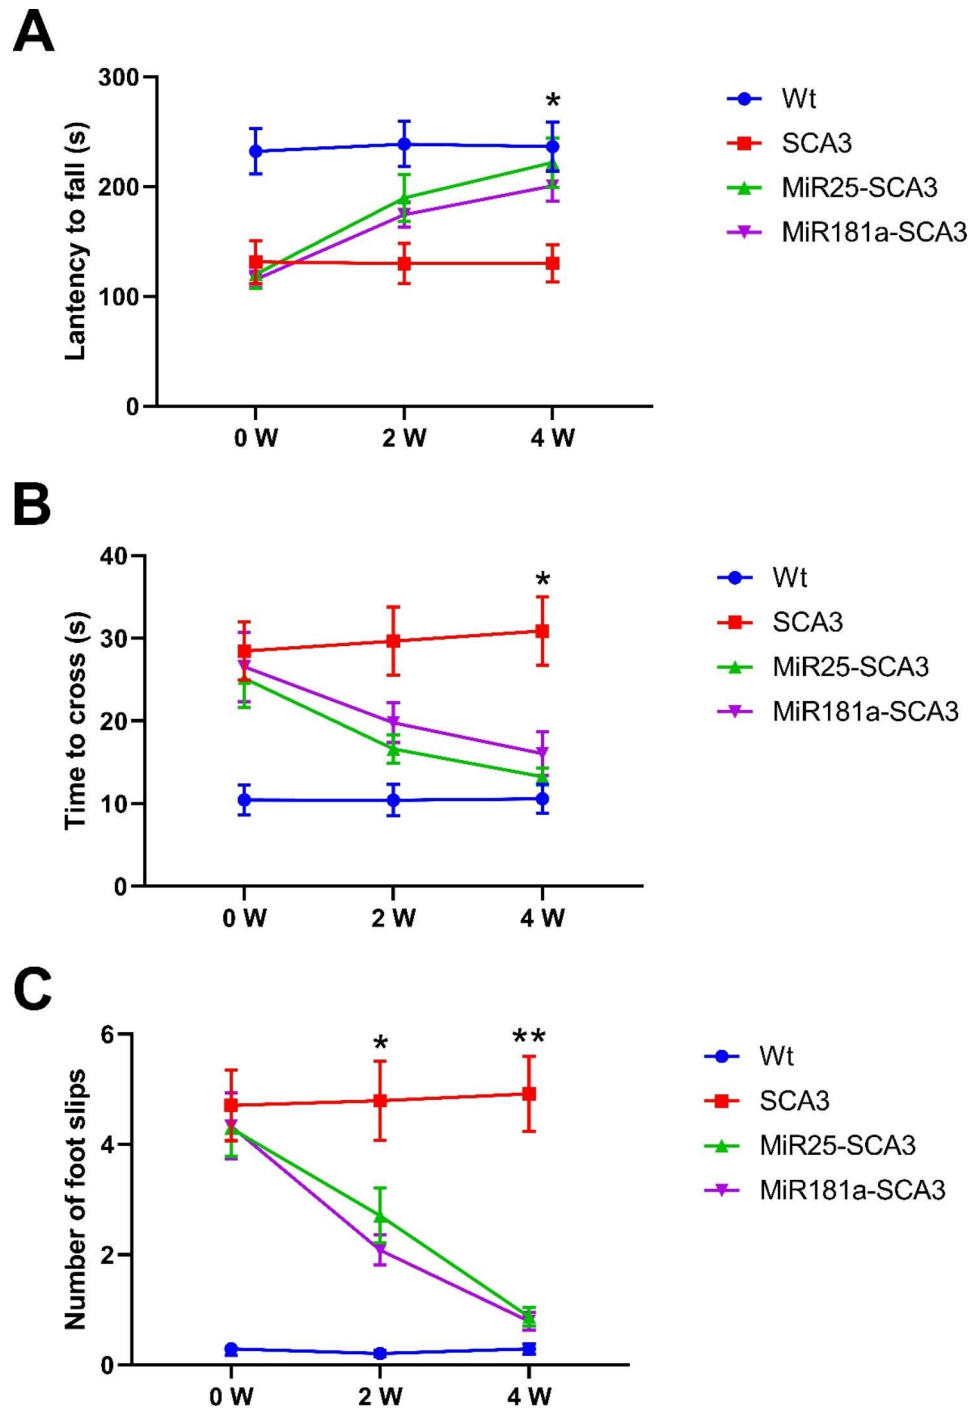 A
300
200
100
0
Lantency to fall (s)
*
0 W 2 W 4 W
Wt
SCA3
MiR25-SCA3
MiR181a-SCA3
B
40
30
20
10
0
Time to cross (s)
*
0 W 2 W 4 W
Wt
SCA3
MiR25-SCA3
MiR181a-SCA3
C
6
4
2
0
Number of foot slips
* **
0 W 2 W 4 W
Wt
SCA3
MiR25-SCA3
MiR181a-SCA3